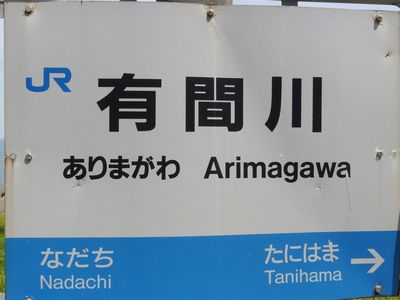 JR
有間川
ありまがわ Arimagawa
なだち たにはま →
Nadachi Tanihama